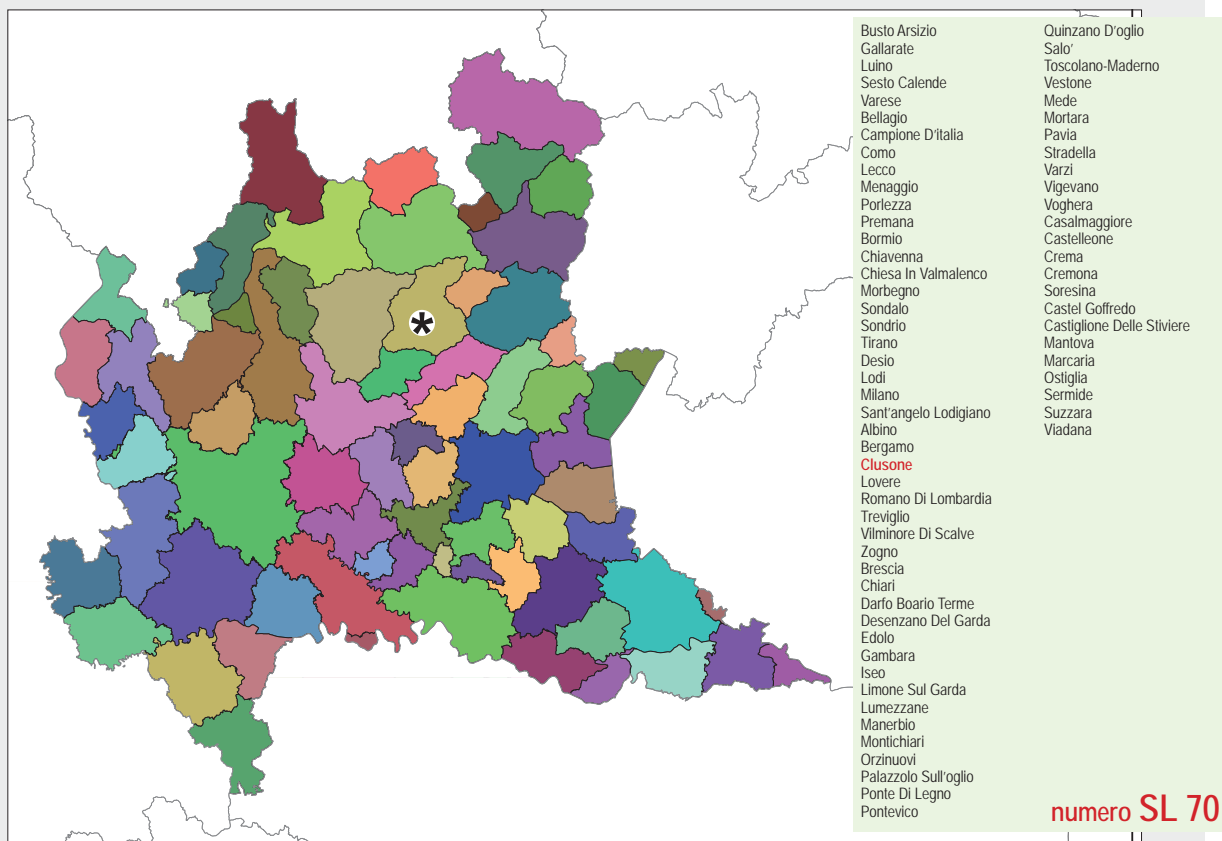 Busto Arsizio
Gallarate
Luino
Sesto Calende
Varese
Bellagio
Campione D'italia
Como
Lecco
Menaggio
Porlezza
Premana
Bormio
Chiavenna
Chiesa In Valmalenco
Morbegno
Sondalo
Sondrio
Tirano
Desio
Lodi
Milano
Sant'angelo Lodigiano
Albino
Bergamo
Clusone
Lovere
Romano Di Lombardia
Treviglio
Vilminore Di Scalve
Zogno
Brescia
Chiari
Darfo Boario Terme
Desenzano Del Garda
Edolo
Gambara
Iseo
Limone Sul Garda
Lumezzane
Manerbio
Montichiari
Orzinuovi
Palazzolo Sull'oglio
Ponte Di Legno
Pontevico
Quinzano D'oglio
Salo'
Toscolano-Maderno
Vestone
Mede
Mortara
Pavia
Stradella
Varzi
Vigevano
Voghera
Casalmaggiore
Castelleone
Crema
Cremona
Soresina
Castel Goffredo
Castiglione Delle Stiviere
Mantova
Marcaria
Ostiglia
Sermide
Suzzara
Viadana
numero SL 70
*